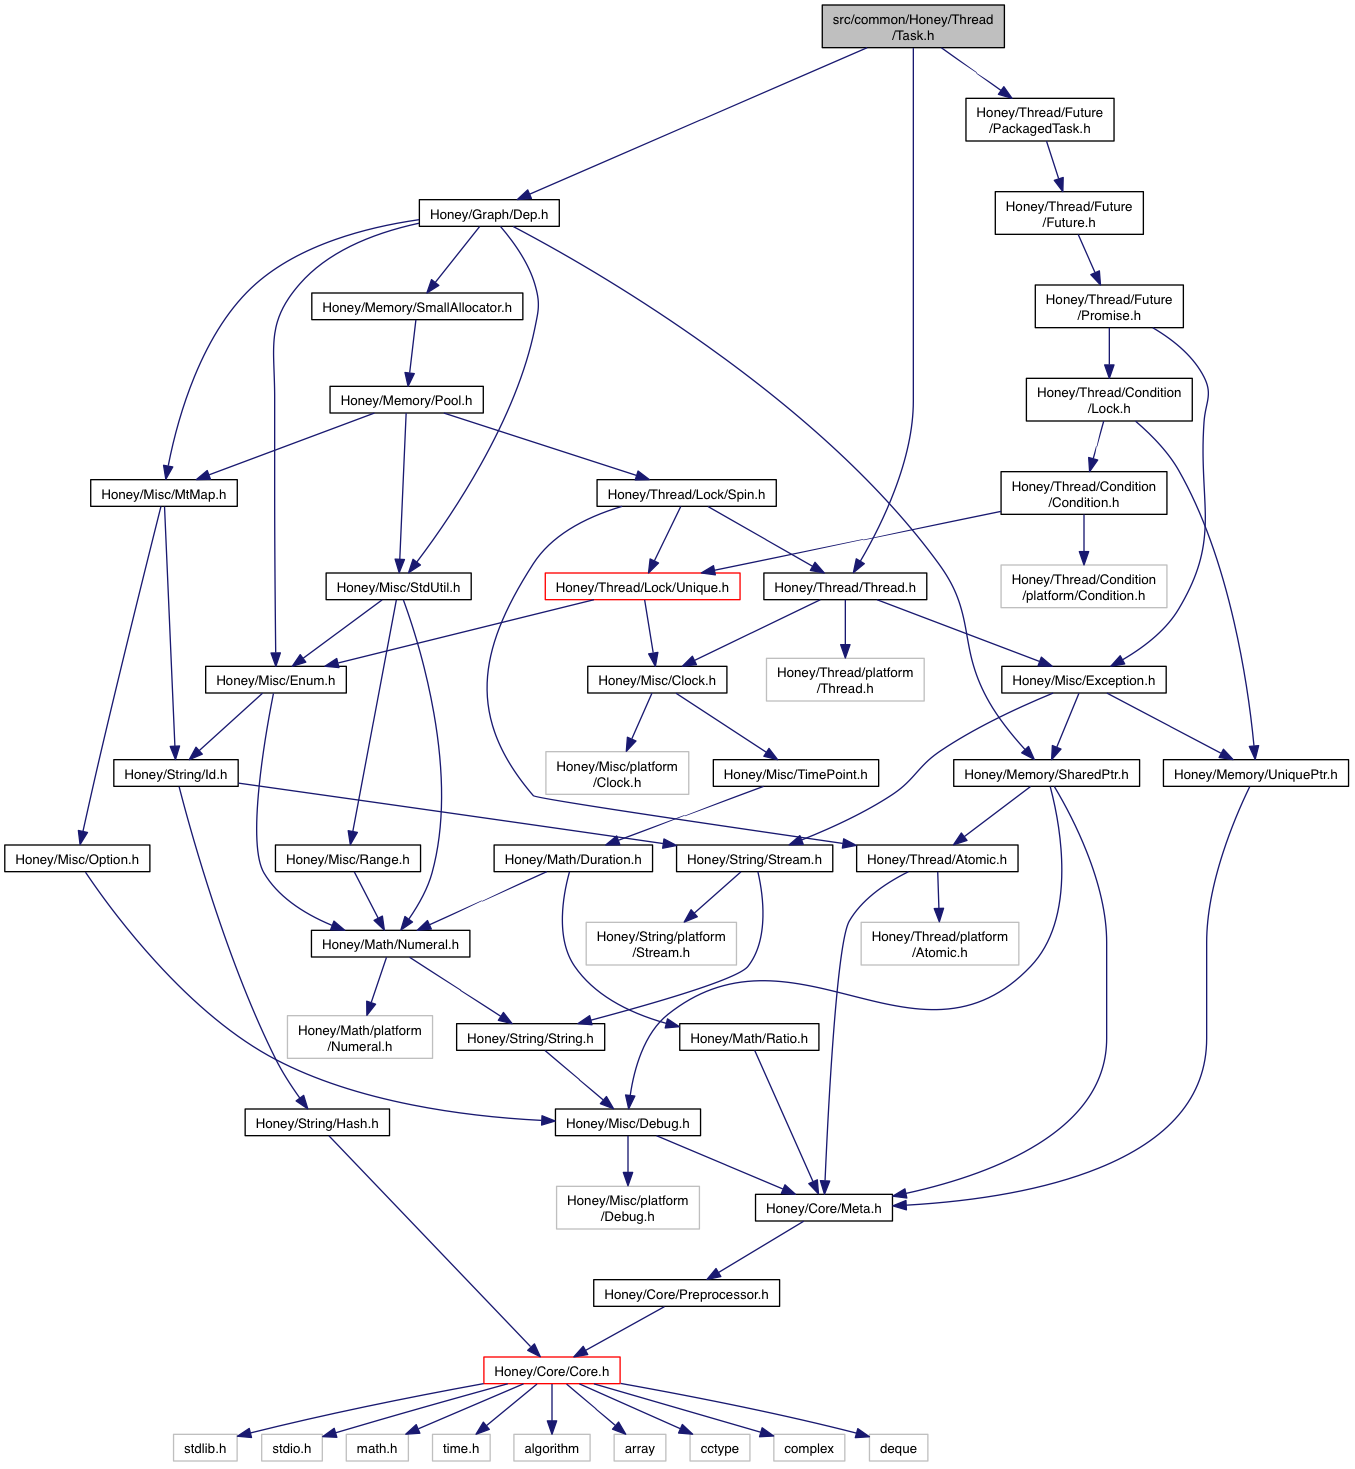 src/common/Honey/Thread
/Task.h
Honey/Thread/Future
/PackagedTask.h
Honey/Graph/Dep.h
Honey/Thread/Future
/Future.h
Honey/Memory/SmallAllocator.h
Honey/Thread/Future
/Promise.h
Honey/Memory/Pool.h
Honey/Thread/Condition
/Lock.h
Honey/Misc/MtMap.h
Honey/Thread/Lock/Spin.h
Honey/Thread/Condition
/Condition.h
Honey/Misc/StdUtil.h
Honey/Thread/Lock/Unique.h
Honey/Thread/Thread.h
Honey/Thread/Condition
/platform/Condition.h
Honey/Misc/Enum.h
Honey/Misc/Clock.h
Honey/Thread/platform
/Thread.h
Honey/Misc/Exception.h
Honey/String/Id.h
Honey/Misc/platform
/Clock.h
Honey/Misc/TimePoint.h
Honey/Memory/SharedPtr.h
Honey/Memory/UniquePtr.h
Honey/Misc/Option.h
Honey/Misc/Range.h
Honey/Math/Duration.h
Honey/String/Stream.h
Honey/Thread/Atomic.h
Honey/Math/Numeral.h
Honey/String/platform
/Stream.h
Honey/Thread/platform
/Atomic.h
Honey/Math/platform
/Numeral.h
Honey/String/String.h
Honey/Math/Ratio.h
Honey/String/Hash.h
Honey/Misc/Debug.h
Honey/Misc/platform
/Debug.h
Honey/Core/Meta.h
Honey/Core/Preprocessor.h
Honey/Core/Core.h
stdlib.h
stdio.h
math.h
time.h
algorithm
array
cctype
complex
deque